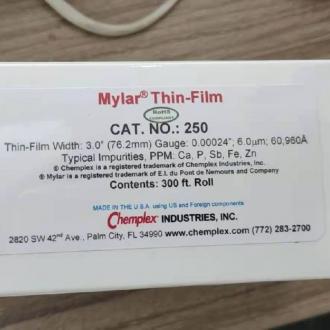 Mylar® Thin-Film
RoHS
COMPLIANT
CAT. NO.: 250
Thin-Film Width: 3.0" (76.2mm) Gauge: 0.00024"; 6.0µm; 60,960Å
Typical Impurities, PPM: Ca, P, Sb, Fe, Zn
® Chemplex is a registered trademark of Chemplex Industries, Inc.
® Mylar is a registered trademark of E.I. du Pont de Nemours and Company
Contents: 300 ft. Roll
MADE IN THE U.S.A. using US and Foreign components
Chemplex® INDUSTRIES, INC.
2820 SW 42nd Ave., Palm City, FL 34990 www.chemplex.com (772) 283-2700